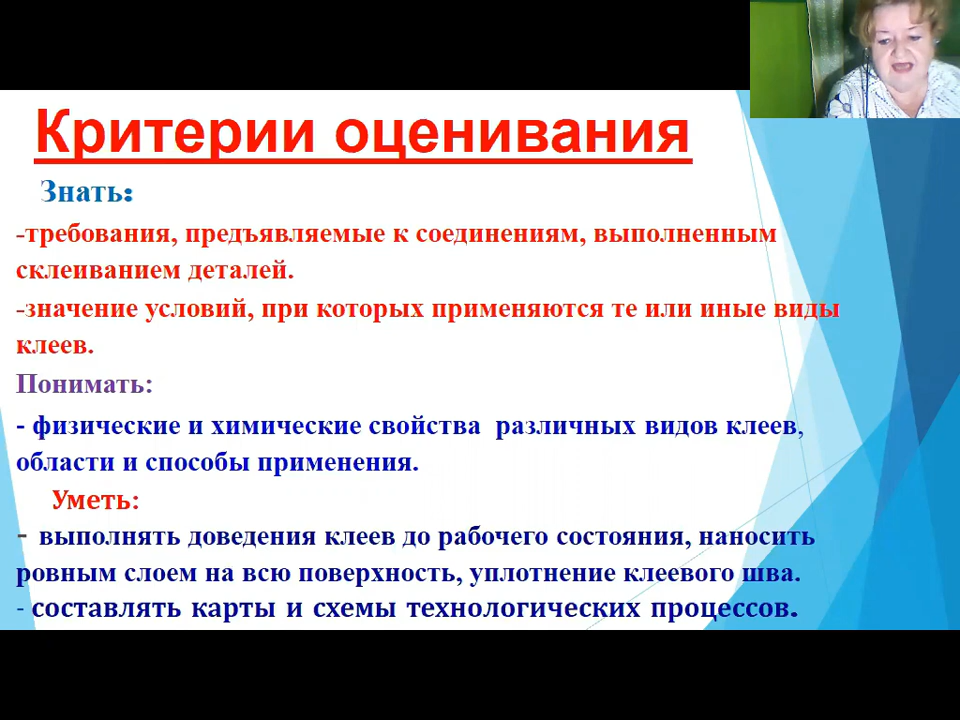 Критерии оценивания
Знать:
-требования, предъявляемые к соединениям, выполненным
склеиванием деталей.
-значение условий, при которых применяются те или иные виды
клеев.
Понимать:
- физические и химические свойства различных видов клеев,
области и способы применения.
Уметь:
- выполнять доведения клеев до рабочего состояния, наносить
ровным слоем на всю поверхность, уплотнение клеевого шва.
- составлять карты и схемы технологических процессов.